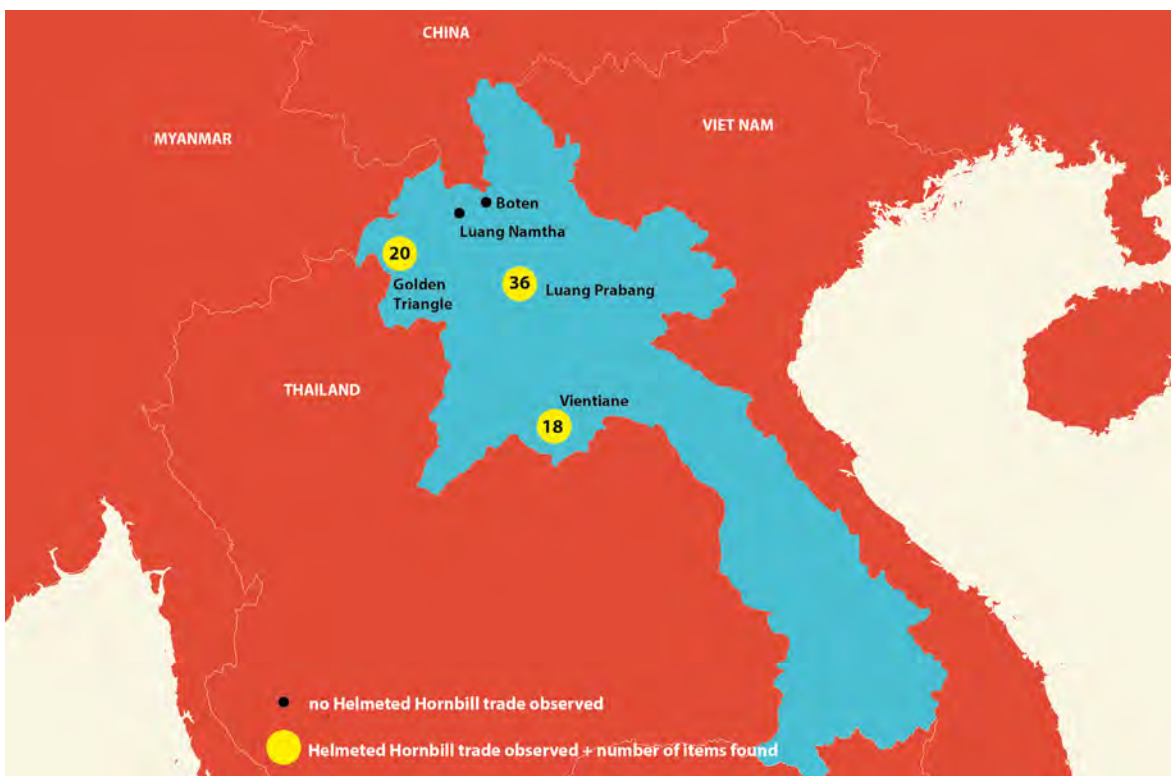 CHINA
MYANMAR
VIET NAM
Boten
Luang Namtha
20
Golden
Triangle
36
Luang Prabang
THAILAND
Vientiane
18
no Helmeted Hornbill trade observed
Helmeted Hornbill trade observed + number of items found